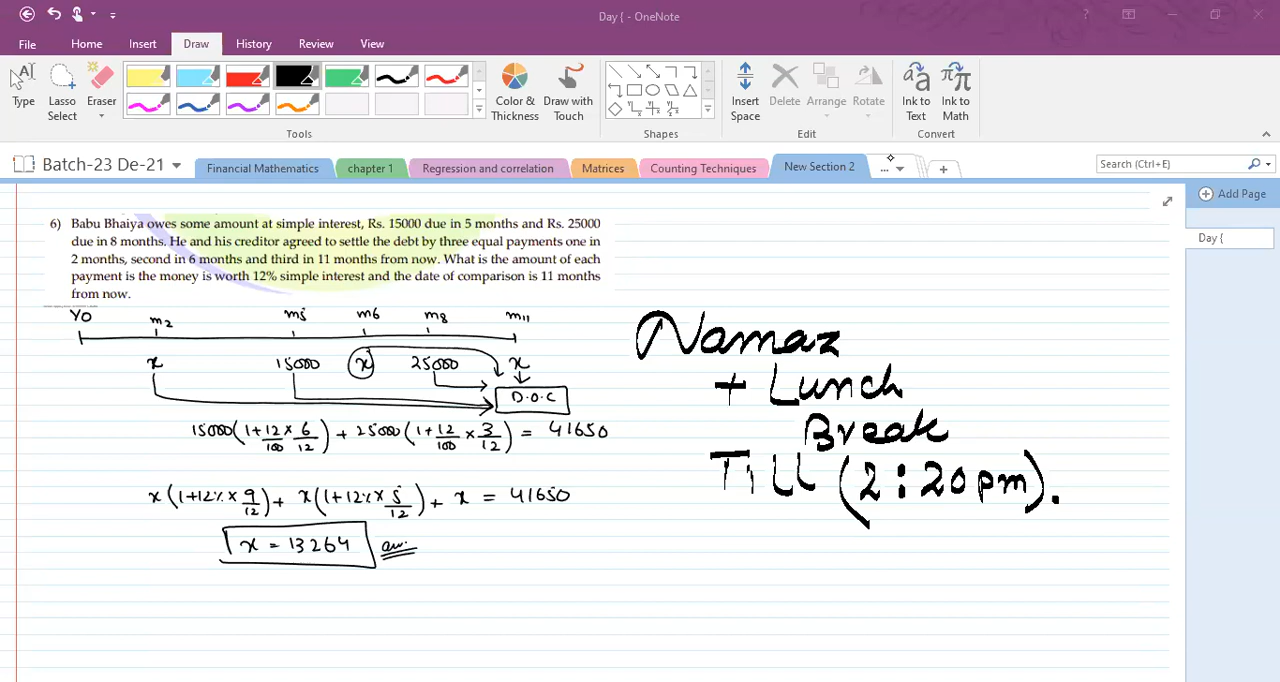 Day { - OneNote
File Home Insert Draw History Review View
Type
Lasso Select
Eraser
Color & Thickness
Draw with Touch
Insert Space
Delete
Arrange
Rotate
Ink to Text
Ink to Math
Tools Shapes Edit Convert
Batch-23 De-21 Financial Mathematics chapter 1 Regression and correlation Matrices Counting Techniques New Section 2 ... + Search (Ctrl+E)
Add Page
Day {
6) Babu Bhaiya owes some amount at simple interest, Rs. 15000 due in 5 months and Rs. 25000
due in 8 months. He and his creditor agreed to settle the debt by three equal payments one in
2 months, second in 6 months and third in 11 months from now. What is the amount of each
payment is the money is worth 12% simple interest and the date of comparison is 11 months
from now.
Y0 m2 m5 m6 m8 m11
x 15000 x 25000 x
D.O.C
15000(1+12/100 × 6/12) + 25000(1+12/100 × 3/12) = 41650
x(1+12% × 9/12) + x(1+12% × 5/12) + x = 41650
x = 13264 ans.
Namaz
+ Lunch
Break
Till (2:20pm).